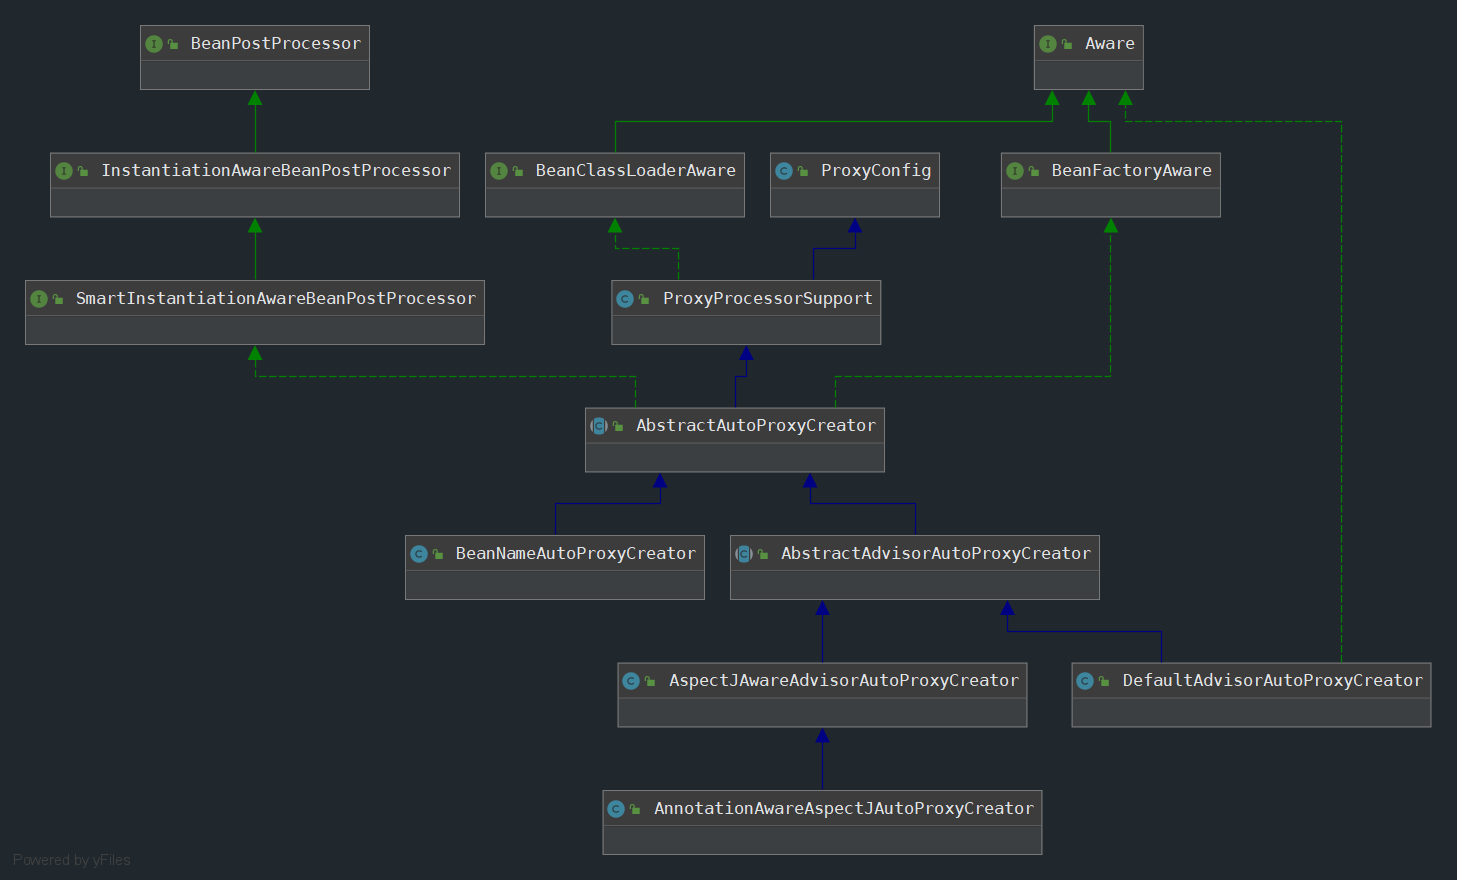 BeanPostProcessor
Aware
InstantiationAwareBeanPostProcessor
BeanClassLoaderAware
ProxyConfig
BeanFactoryAware
SmartInstantiationAwareBeanPostProcessor
ProxyProcessorSupport
AbstractAutoProxyCreator
BeanNameAutoProxyCreator
AbstractAdvisorAutoProxyCreator
AspectJAwareAdvisorAutoProxyCreator
DefaultAdvisorAutoProxyCreator
AnnotationAwareAspectJAutoProxyCreator
Powered by yFiles